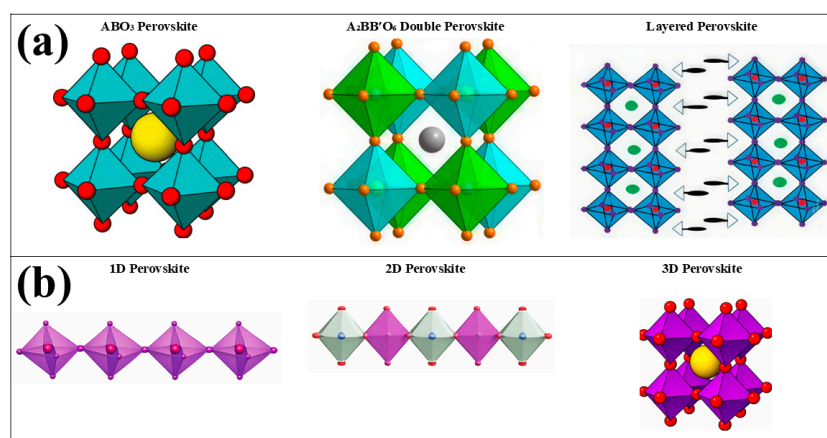 (a)
ABO₃ Perovskite
A₂BB'O₆ Double Perovskite
Layered Perovskite
(b)
1D Perovskite
2D Perovskite
3D Perovskite